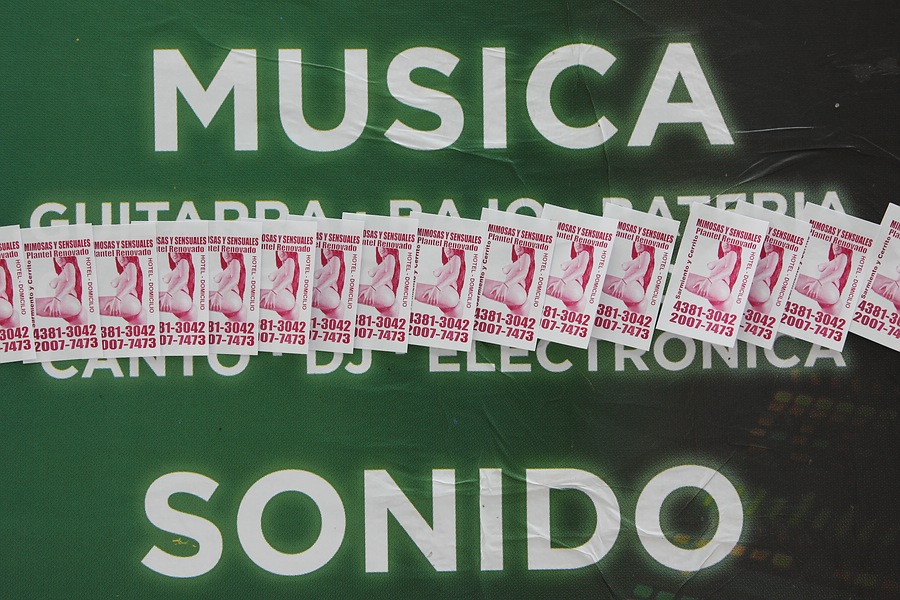 MUSICA
GUITARRA · BAJO · BATERIA
MIMOSAS Y SENSUALES
Plantel Renovado
Sarmiento y Cerrito
HOTEL - DOMICILIO
4381-3042
2007-7473
CANTO · DJ · ELECTRONICA
SONIDO